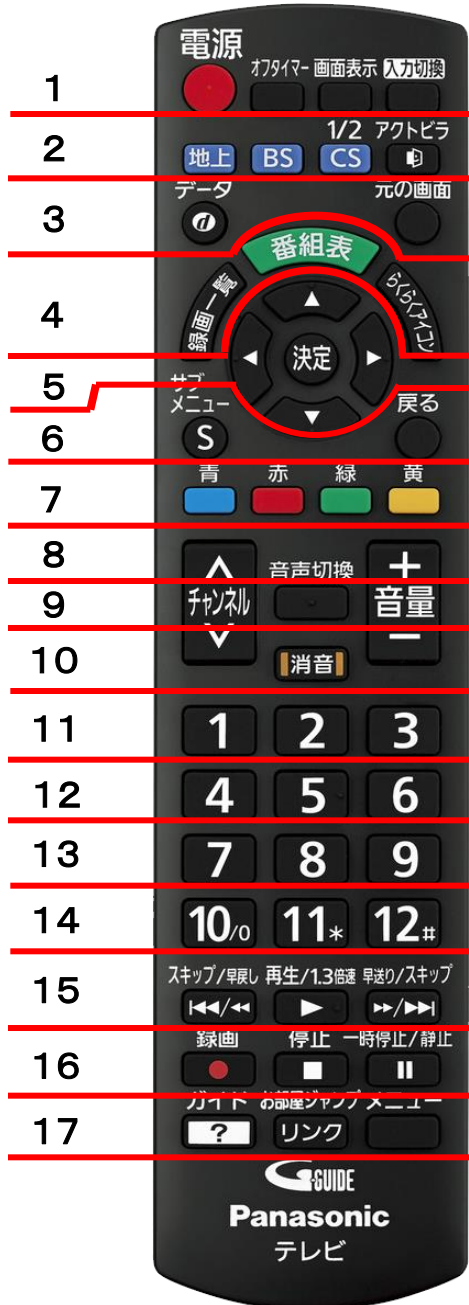 電源
オフタイマー 画面表示 入力切換
1
1/2 アクトビラ
2
地上 BS CS
データ 元の画面
3
d
番組表
4
録画一覧 らくらくアイコン
決定
5
サブメニュー
戻る
6
S
青 赤 緑 黄
7
8
音声切換
+
9
チャンネル 音量
−
10
消音
11
1 2 3
12
4 5 6
13
7 8 9
14
10/0 11* 12#
スキップ/早戻し 再生/1.3倍速 早送り/スキップ
15
録画 停止 一時停止/静止
16
ガイド お部屋ジャンプ メニュー
17
? リンク
G-GUIDE
Panasonic
テレビ